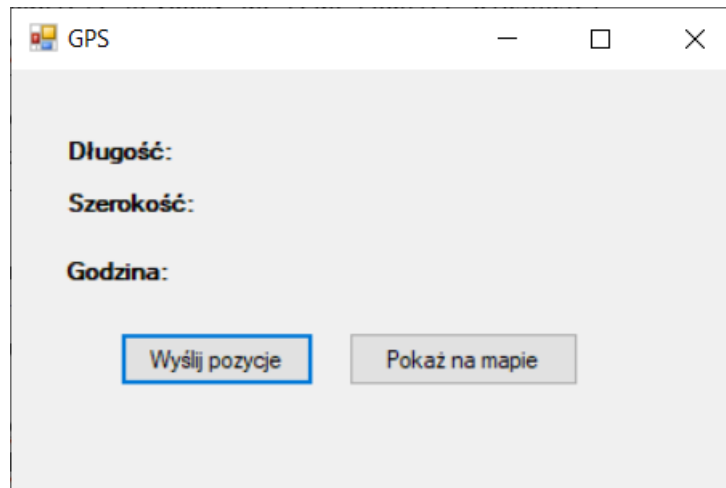 GPS
Długość:
Szerokość:
Godzina:
Wyślij pozycje
Pokaż na mapie